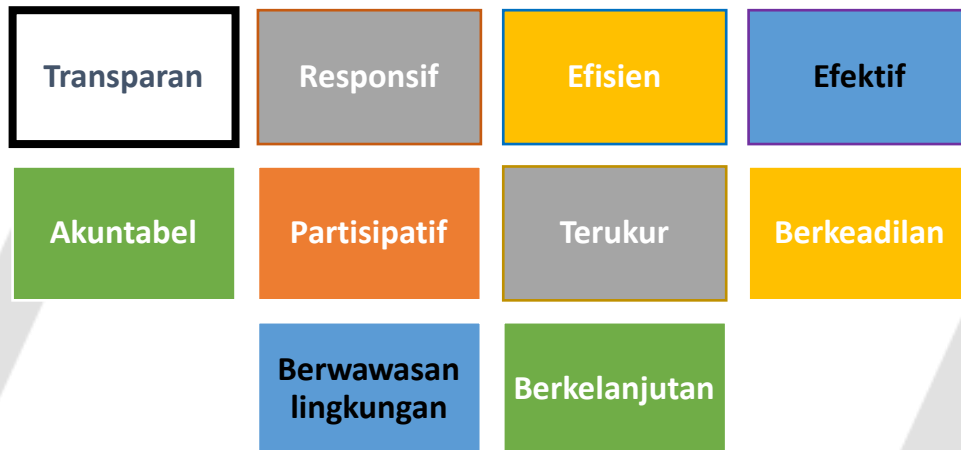 Transparan
Responsif
Efisien
Efektif
Akuntabel
Partisipatif
Terukur
Berkeadilan
Berwawasan
lingkungan
Berkelanjutan